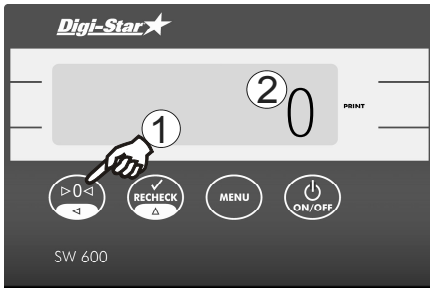 Digi-Star
2
0
PRINT
1
▷0◁
◁
✓
RECHECK
△
MENU
ON/OFF
SW 600